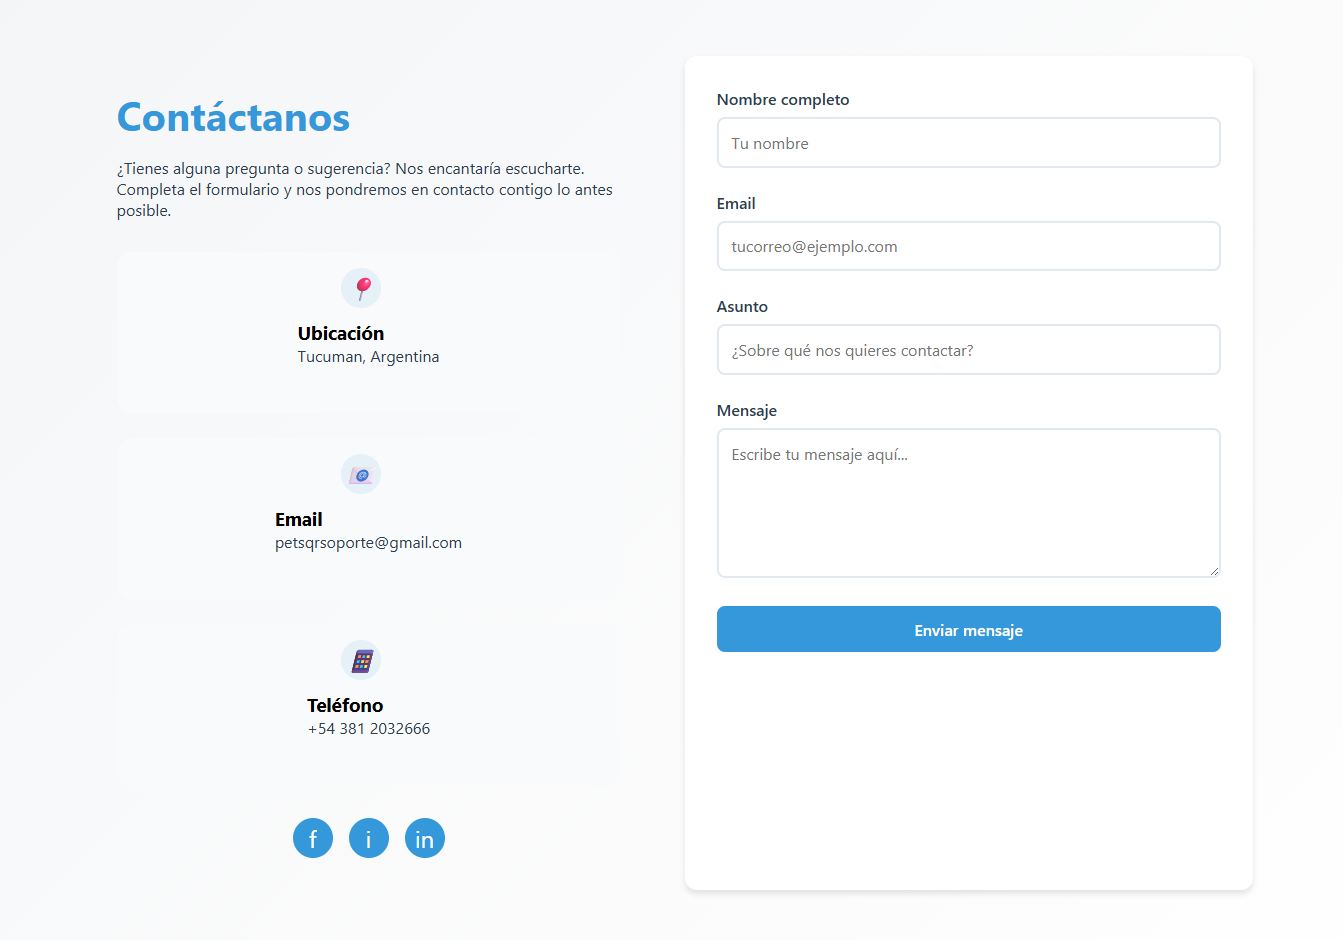 Contáctanos
¿Tienes alguna pregunta o sugerencia? Nos encantaría escucharte.
Completa el formulario y nos pondremos en contacto contigo lo antes
posible.
Ubicación
Tucuman, Argentina
Email
petsqrsoporte@gmail.com
Teléfono
+54 381 2032666
f i in
Nombre completo
Tu nombre
Email
tucorreo@ejemplo.com
Asunto
¿Sobre qué nos quieres contactar?
Mensaje
Escribe tu mensaje aquí...
Enviar mensaje